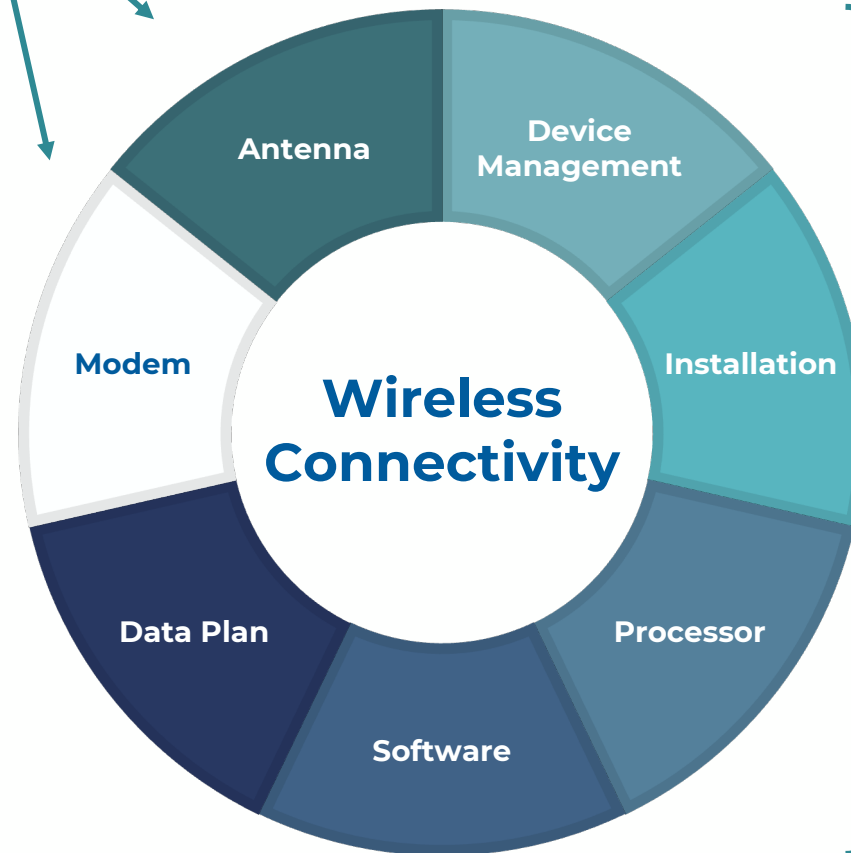 Antenna
Device
Management
Modem
Installation
Wireless
Connectivity
Data Plan
Processor
Software